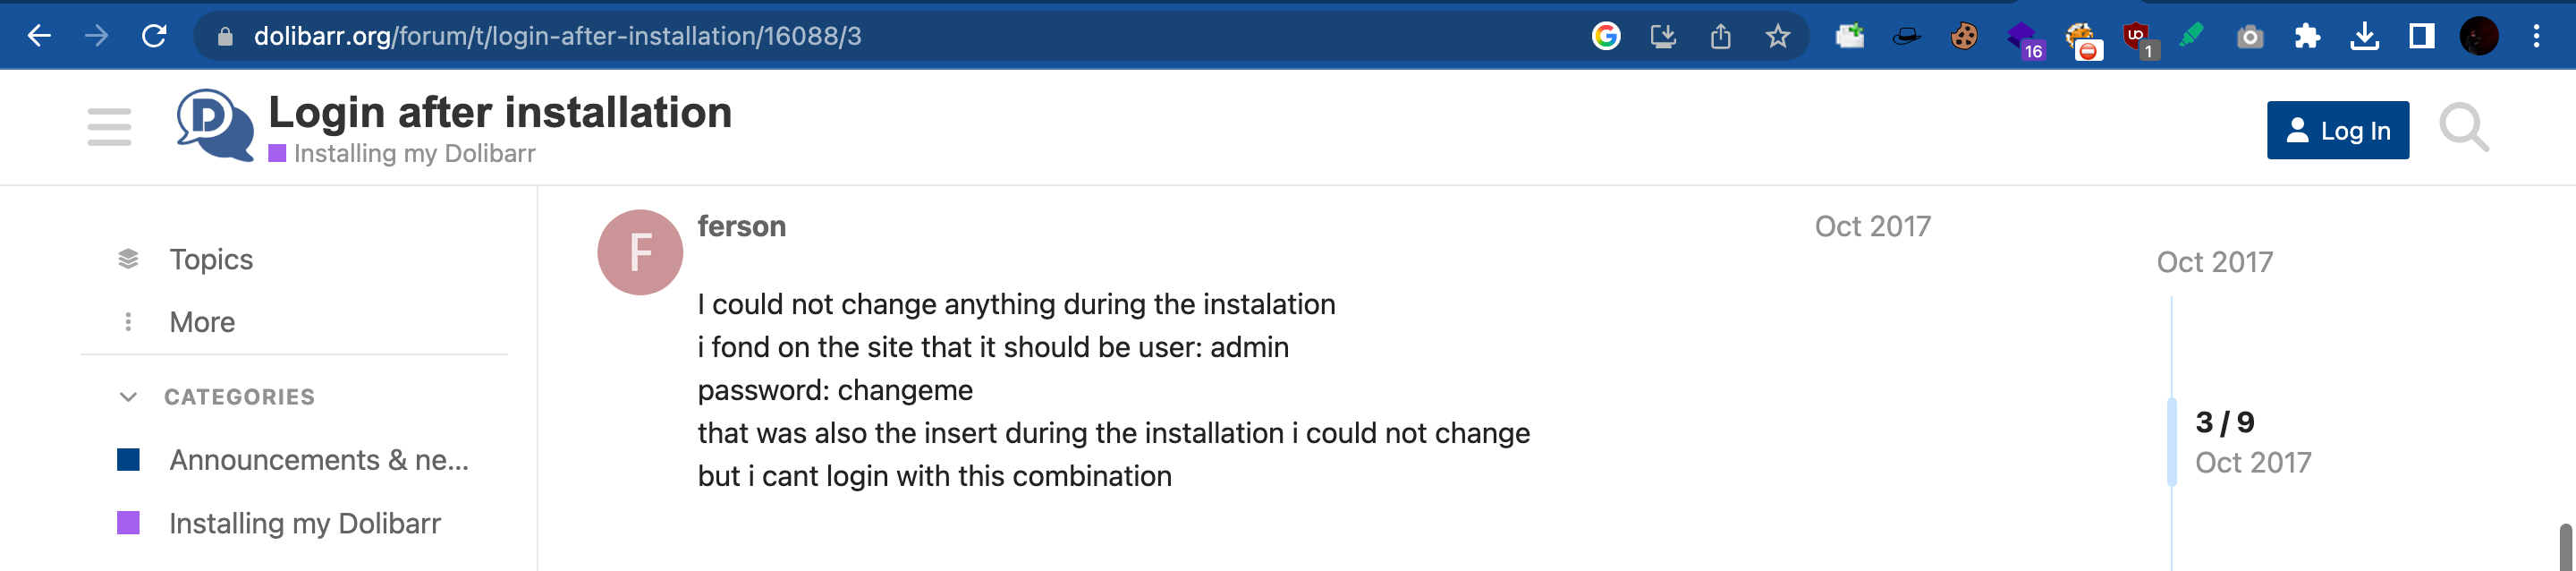 dolibarr.org/forum/t/login-after-installation/16088/3
16
1
Login after installation
Installing my Dolibarr
Log In
Topics
More
CATEGORIES
Announcements & ne...
Installing my Dolibarr
F
ferson
Oct 2017
I could not change anything during the instalation
i fond on the site that it should be user: admin
password: changeme
that was also the insert during the installation i could not change
but i cant login with this combination
Oct 2017
3 / 9
Oct 2017